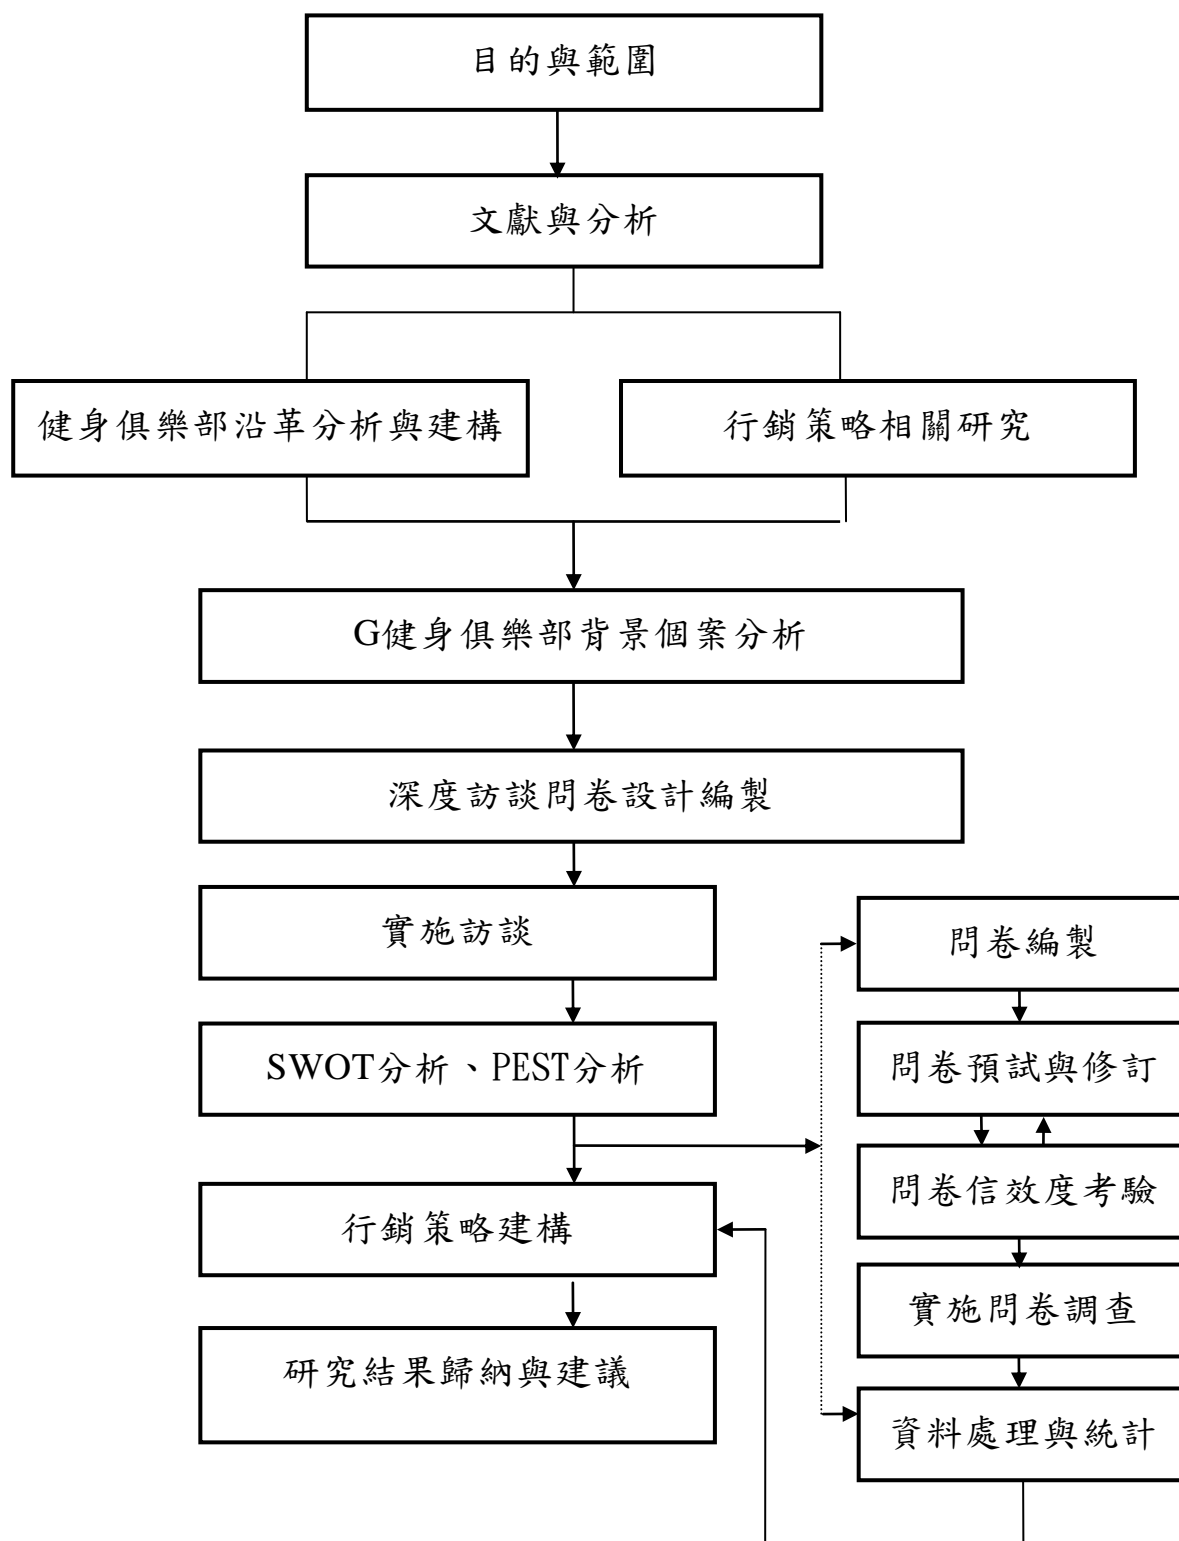 目的與範圍
文獻與分析
健身俱樂部沿革分析與建構
行銷策略相關研究
G健身俱樂部背景個案分析
深度訪談問卷設計編製
實施訪談
SWOT分析、PEST分析
行銷策略建構
研究結果歸納與建議
問卷編製
問卷預試與修訂
問卷信效度考驗
實施問卷調查
資料處理與統計